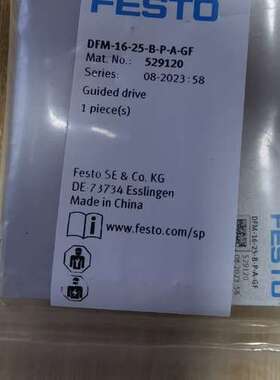 FESTO
DFM-16-25-B-P-A-GF
Mat. No.: 529120
Series: 08-2023:58
Guided drive
1 piece(s)
Festo SE & Co. KG
DE-73734 Esslingen
Made in China
www.festo.com/sp
DFM-16-25-B-P-A-GF
529120
FESTO